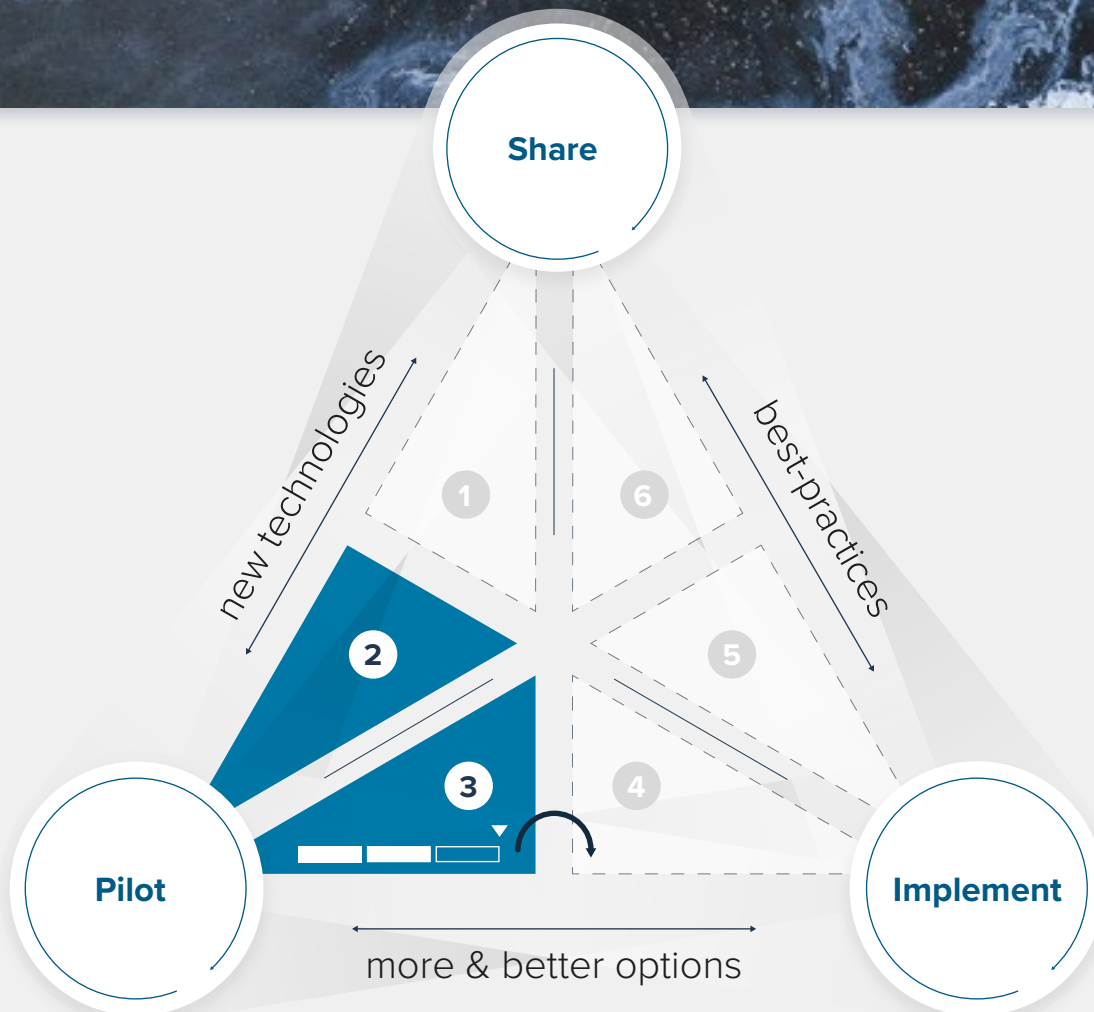 Share
new technologies
best-practices
1
6
2
5
3
4
Pilot
Implement
more & better options